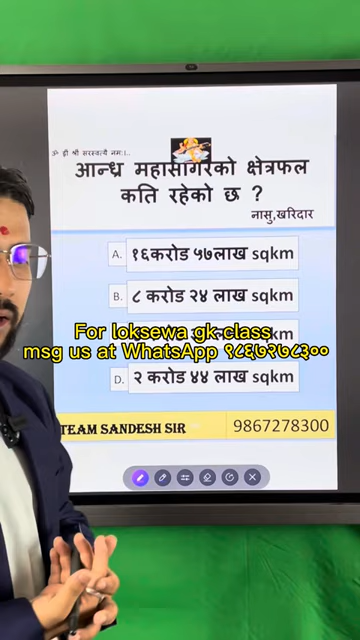 ॐ ह्रीं श्री सरस्वत्यै नमः।..
आन्ध्र महासागरको क्षेत्रफल
कति रहेको छ ?
नासु,खरिदार
A. १६करोड ५७लाख sqkm
B. ८ करोड २४ लाख sqkm
For loksewa gk class
msg us at WhatsApp ९८६७२७८३००
sqkm
D. २ करोड ४४ लाख sqkm
TEAM SANDESH SIR
9867278300